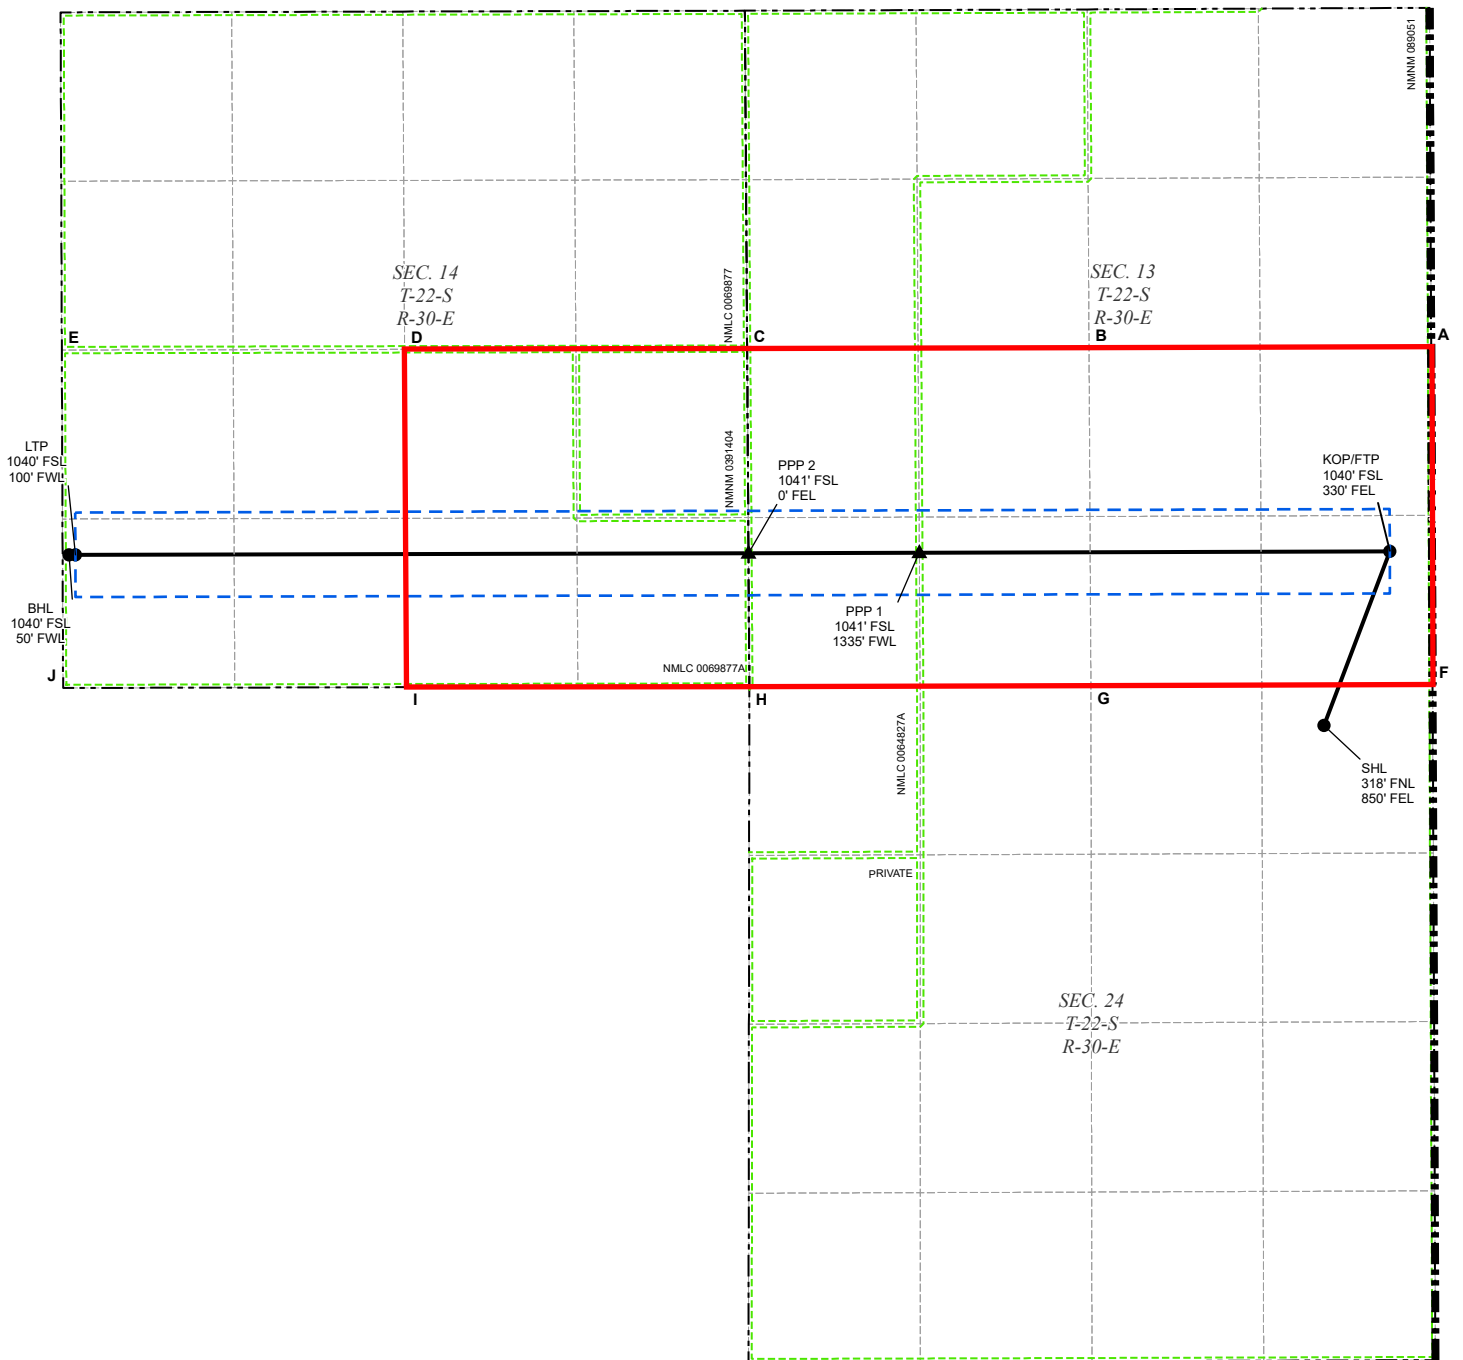 NMNM 089051
SEC. 14
T-22-S
R-30-E
NMLC 0069877
SEC. 13
T-22-S
R-30-E
E
D
C
B
A
LTP
1040' FSL
100' FWL
NMNM 0391404
PPP 2
1041' FSL
0' FEL
KOP/FTP
1040' FSL
330' FEL
BHL
1040' FSL
50' FWL
PPP 1
1041' FSL
1335' FWL
NMLC 0069877A
J
I
H
G
F
NMLC 0064827A
SHL
318' FNL
850' FEL
PRIVATE
SEC. 24
T-22-S
R-30-E